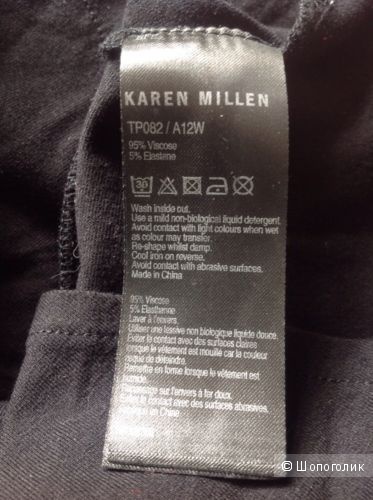 KAREN MILLEN
TP082 / A12W
95% Viscose
5% Elastane
30
Wash inside out.
Use a mild non-biological liquid detergent.
Avoid contact with light colours when wet
as colour may transfer.
Re-shape whilst damp.
Cool iron on reverse.
Avoid contact with abrasive surfaces.
Made in China
95% Viscose
5% Elasthanne
Laver à l'envers.
Utiliser une lessive non biologique liquide douce.
Eviter le contact avec des surfaces claires
lorsque le vêtement est mouillé car la couleur
risque de déteindre.
Remettre en forme lorsque le vêtement est
humide.
Repassage sur l'envers à fer doux.
Eviter le contact avec des surfaces abrasives.
Fabriqué en Chine
© Шопоголик